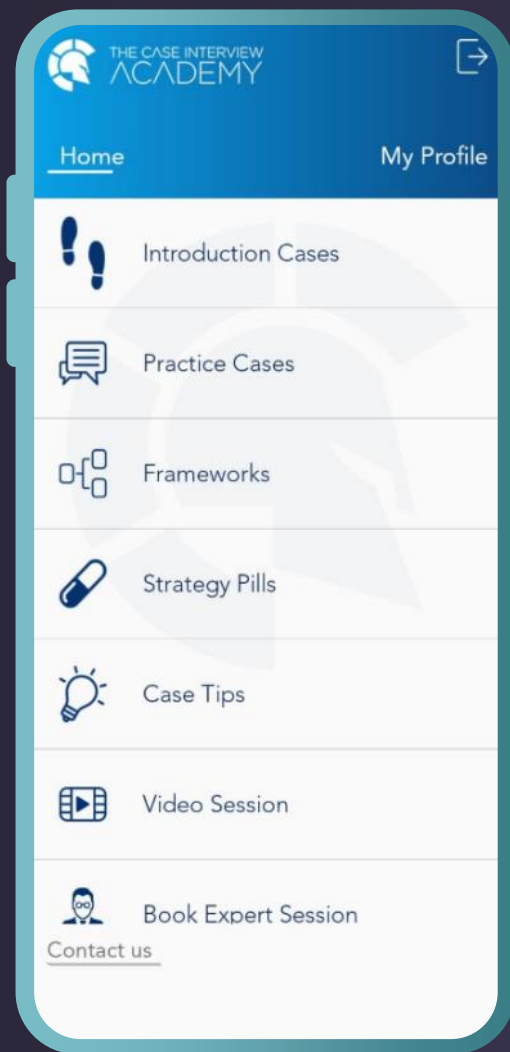 THE CASE INTERVIEW
ACADEMY
Home
My Profile
Introduction Cases
Practice Cases
Frameworks
Strategy Pills
Case Tips
Video Session
Book Expert Session
Contact us